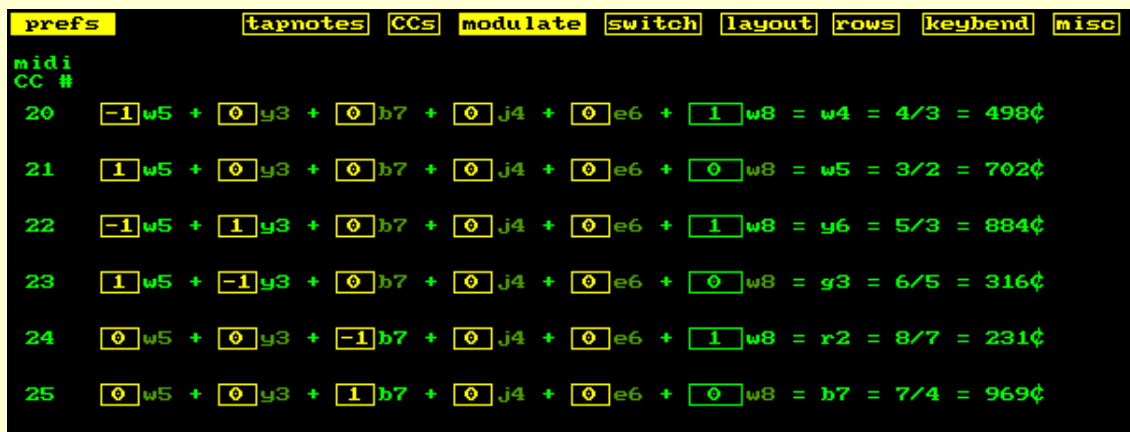 prefs tapnotes CCs modulate switch layout rows keybend misc
midi
CC #
20 -1 w5 + 0 y3 + 0 b7 + 0 j4 + 0 e6 + 1 w8 = w4 = 4/3 = 498¢
21 1 w5 + 0 y3 + 0 b7 + 0 j4 + 0 e6 + 0 w8 = w5 = 3/2 = 702¢
22 -1 w5 + 1 y3 + 0 b7 + 0 j4 + 0 e6 + 1 w8 = y6 = 5/3 = 884¢
23 1 w5 + -1 y3 + 0 b7 + 0 j4 + 0 e6 + 0 w8 = g3 = 6/5 = 316¢
24 0 w5 + 0 y3 + -1 b7 + 0 j4 + 0 e6 + 1 w8 = r2 = 8/7 = 231¢
25 0 w5 + 0 y3 + 1 b7 + 0 j4 + 0 e6 + 0 w8 = b7 = 7/4 = 969¢